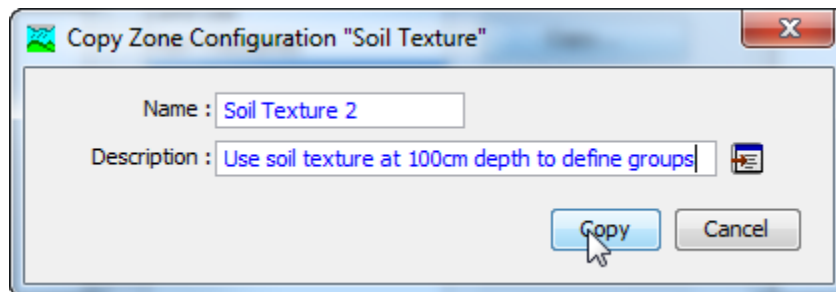 Copy Zone Configuration "Soil Texture"
Name : Soil Texture 2
Description : Use soil texture at 100cm depth to define groups
Copy Cancel